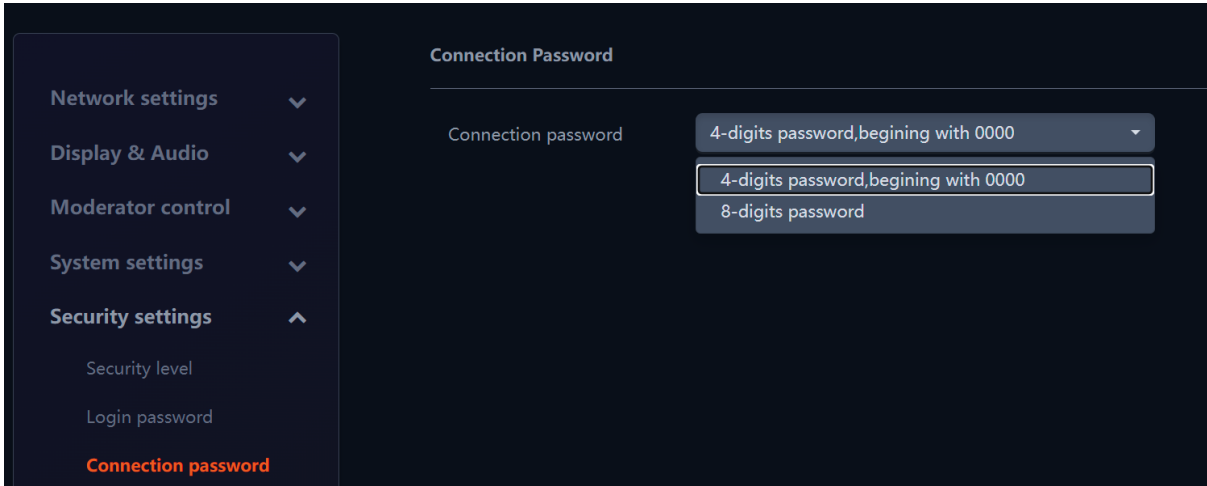 Network settings
Display & Audio
Moderator control
System settings
Security settings
Security level
Login password
Connection password
Connection Password
Connection password
4-digits password,begining with 0000
4-digits password,begining with 0000
8-digits password